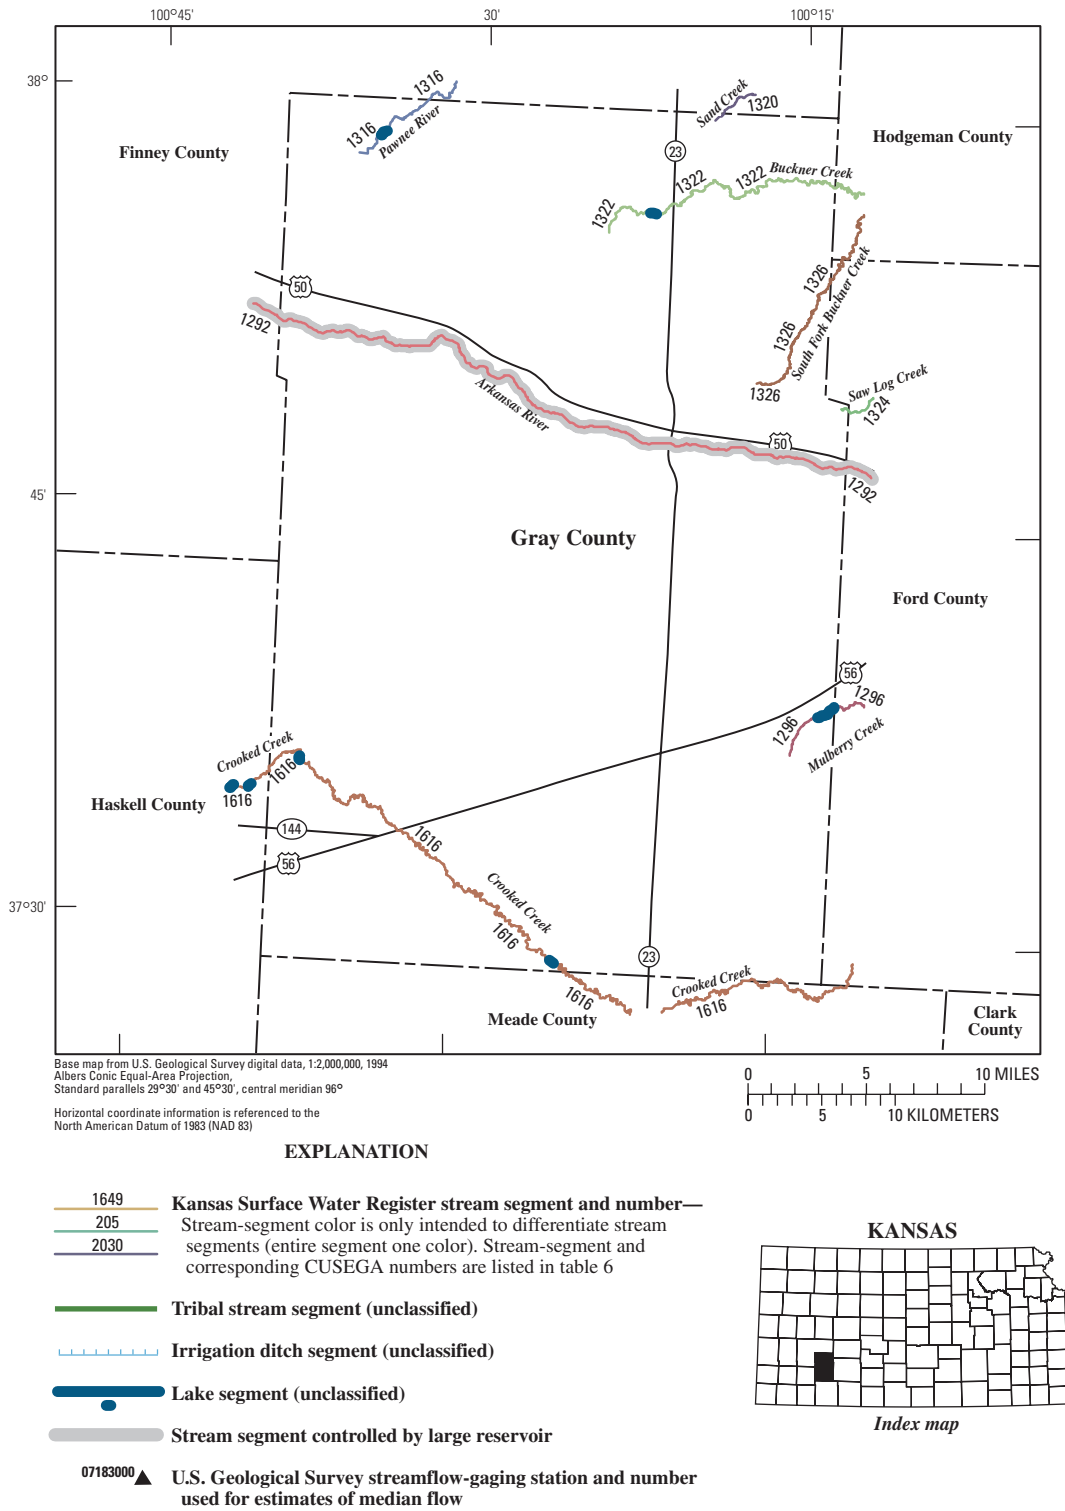 100°45'
30'
100°15'
38°
1316
1316
Pawnee River
Sand Creek
1320
Finney County
Hodgeman County
23
1322
1322
1322
Buckner Creek
1326
1326
1326
South Fork Buckner Creek
50
1292
Arkansas River
Saw Log Creek
1324
50
1292
45'
Gray County
Ford County
56
1296
1296
Mulberry Creek
Crooked Creek
1616
1616
Haskell County
144
56
1616
Crooked Creek
1616
37°30'
23
1616
Crooked Creek
1616
Meade County
Clark
County
Base map from U.S. Geological Survey digital data, 1:2,000,000, 1994
Albers Conic Equal-Area Projection,
Standard parallels 29°30' and 45°30', central meridian 96°
Horizontal coordinate information is referenced to the
North American Datum of 1983 (NAD 83)
0 5 10 MILES
0 5 10 KILOMETERS
EXPLANATION
1649
205
2030
Kansas Surface Water Register stream segment and number—
Stream-segment color is only intended to differentiate stream
segments (entire segment one color). Stream-segment and
corresponding CUSEGA numbers are listed in table 6
Tribal stream segment (unclassified)
Irrigation ditch segment (unclassified)
Lake segment (unclassified)
Stream segment controlled by large reservoir
07183000
U.S. Geological Survey streamflow-gaging station and number
used for estimates of median flow
KANSAS
Index map